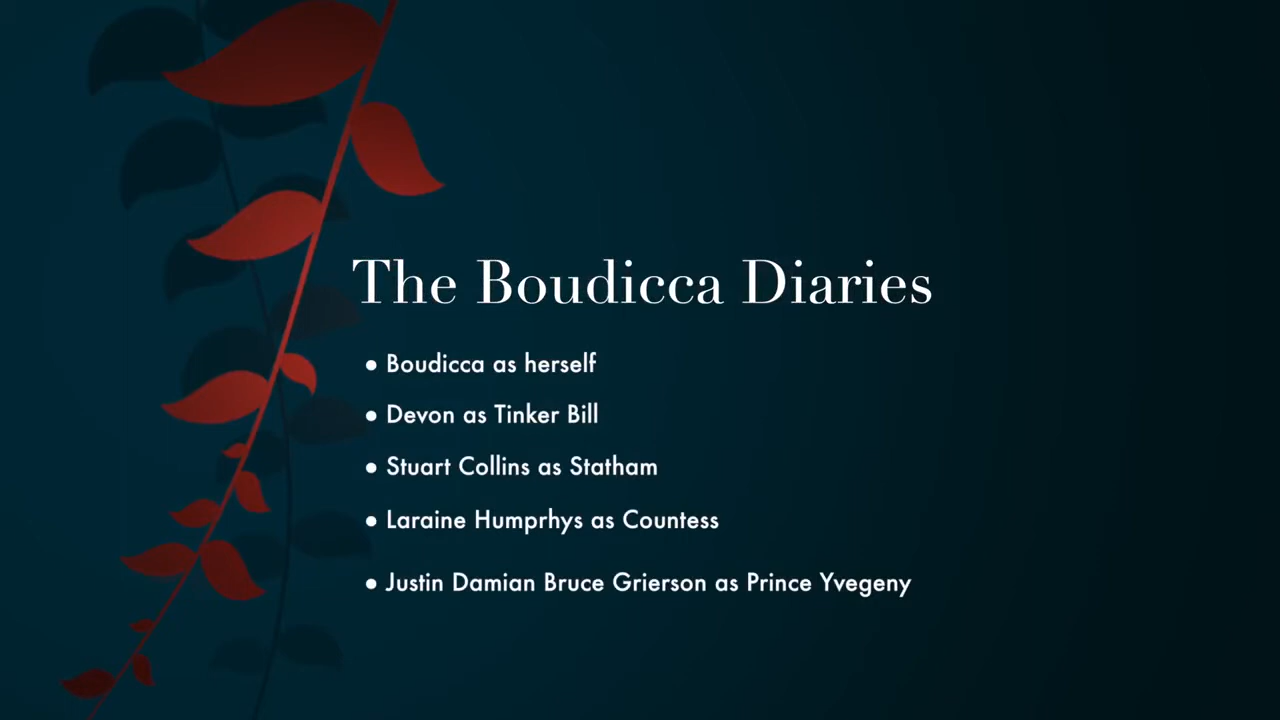 The Boudicca Diaries
• Boudicca as herself
• Devon as Tinker Bill
• Stuart Collins as Statham
• Laraine Humprhys as Countess
• Justin Damian Bruce Grierson as Prince Yvegeny